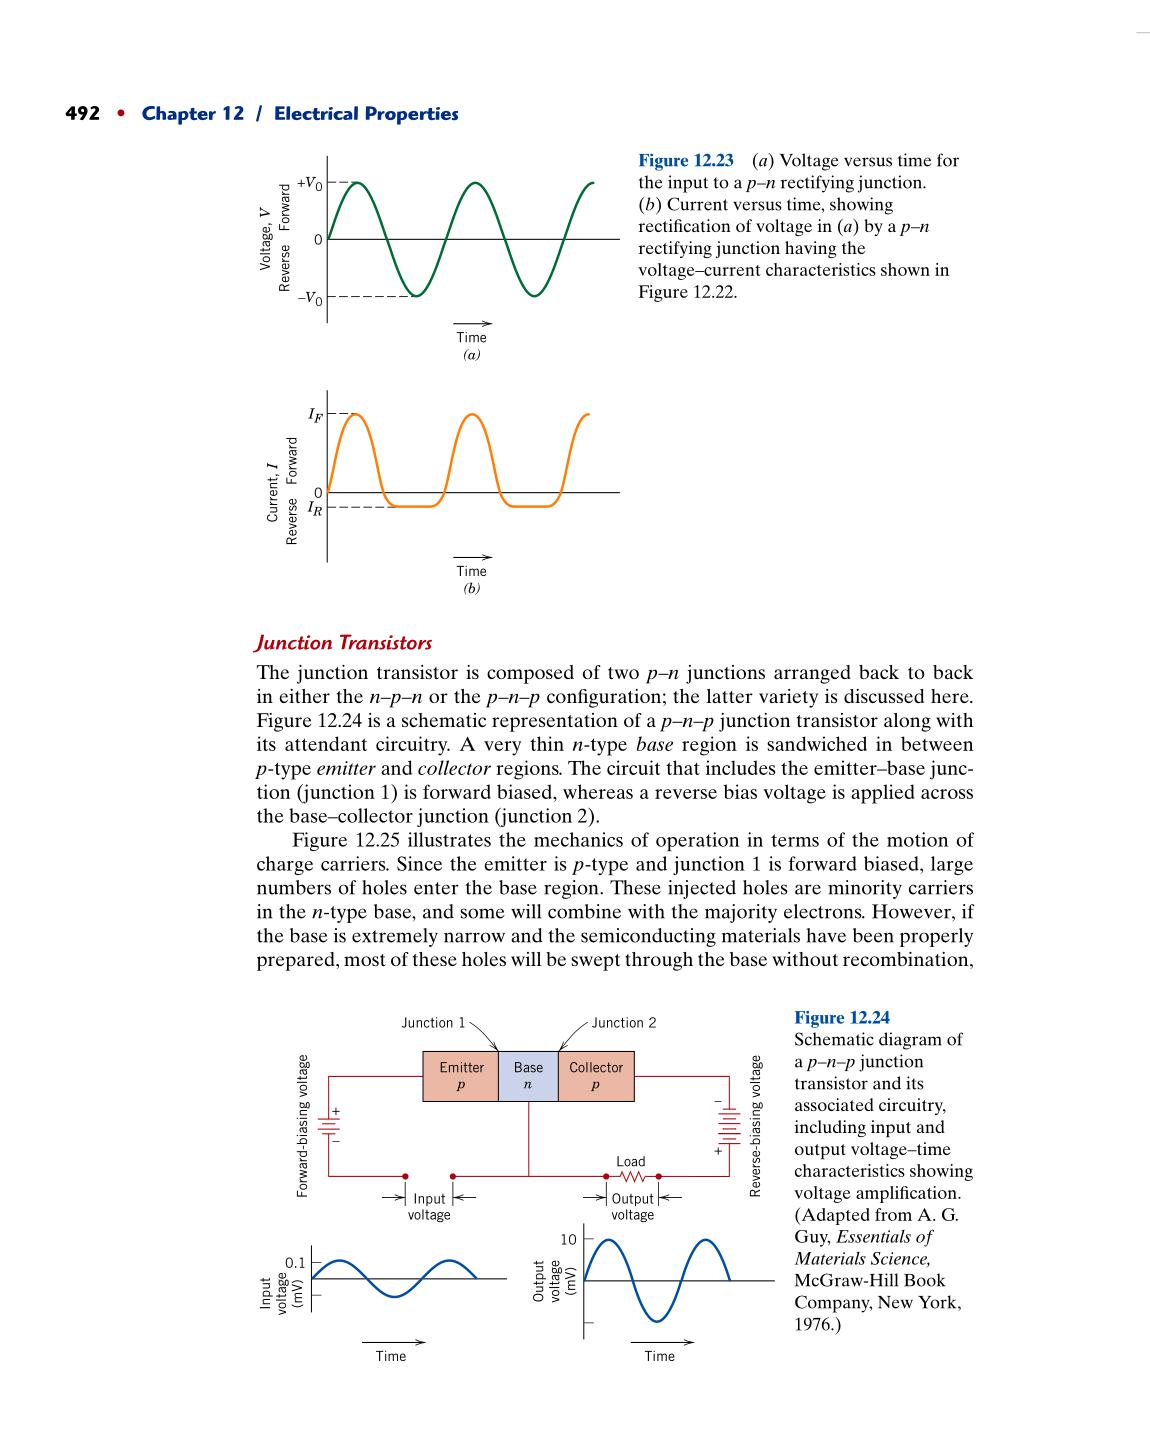 492 • Chapter 12 / Electrical Properties
Voltage, V
Reverse Forward
+V0
0
–V0
Time
(a)
Figure 12.23 (a) Voltage versus time for
the input to a p–n rectifying junction.
(b) Current versus time, showing
rectification of voltage in (a) by a p–n
rectifying junction having the
voltage–current characteristics shown in
Figure 12.22.
Current, I
Reverse Forward
IF
0
IR
Time
(b)
Junction Transistors
The junction transistor is composed of two p–n junctions arranged back to back
in either the n–p–n or the p–n–p configuration; the latter variety is discussed here.
Figure 12.24 is a schematic representation of a p–n–p junction transistor along with
its attendant circuitry. A very thin n-type base region is sandwiched in between
p-type emitter and collector regions. The circuit that includes the emitter–base junc-
tion (junction 1) is forward biased, whereas a reverse bias voltage is applied across
the base–collector junction (junction 2).
Figure 12.25 illustrates the mechanics of operation in terms of the motion of
charge carriers. Since the emitter is p-type and junction 1 is forward biased, large
numbers of holes enter the base region. These injected holes are minority carriers
in the n-type base, and some will combine with the majority electrons. However, if
the base is extremely narrow and the semiconducting materials have been properly
prepared, most of these holes will be swept through the base without recombination,
Junction 1
Junction 2
Emitter
p
Base
n
Collector
p
Forward-biasing voltage
+
–
Reverse-biasing voltage
–
+
Load
Input
voltage
Output
voltage
Input
voltage
(mV)
0.1
Time
Output
voltage
(mV)
10
Time
Figure 12.24
Schematic diagram of
a p–n–p junction
transistor and its
associated circuitry,
including input and
output voltage–time
characteristics showing
voltage amplification.
(Adapted from A. G.
Guy, Essentials of
Materials Science,
McGraw-Hill Book
Company, New York,
1976.)